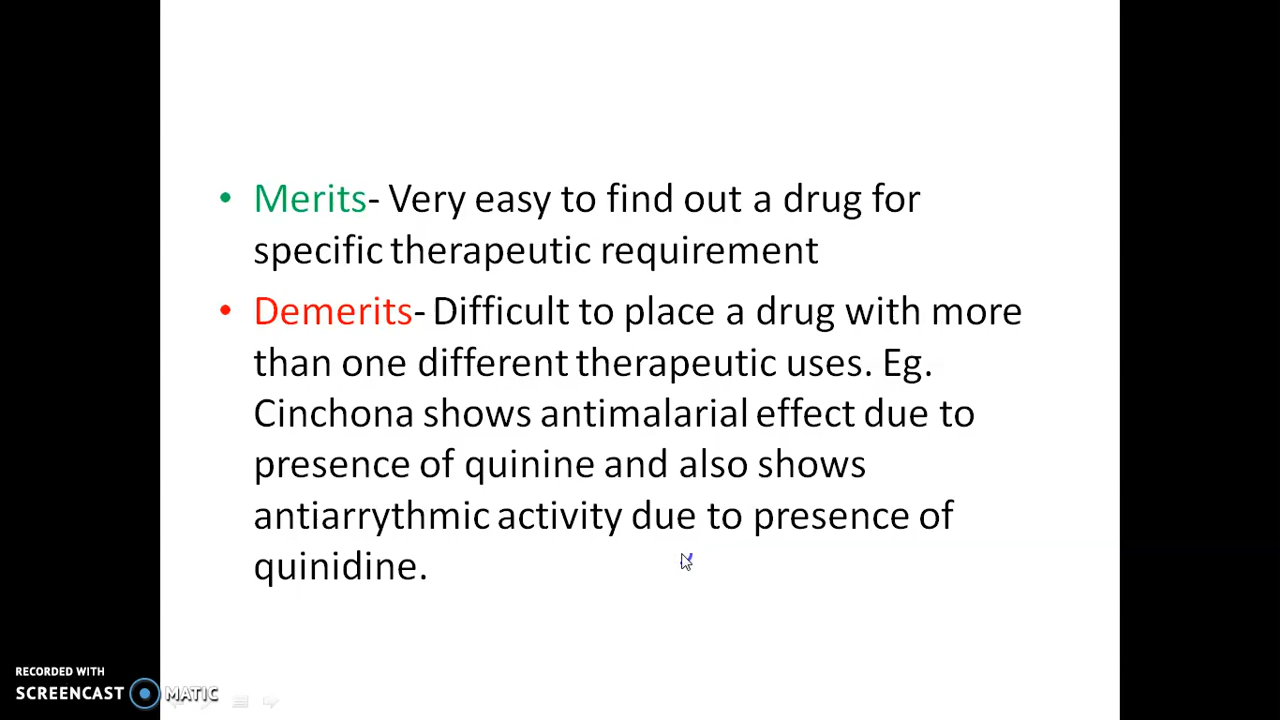 • Merits- Very easy to find out a drug for
specific therapeutic requirement
• Demerits- Difficult to place a drug with more
than one different therapeutic uses. Eg.
Cinchona shows antimalarial effect due to
presence of quinine and also shows
antiarrythmic activity due to presence of
quinidine.
RECORDED WITH
SCREENCAST MATIC